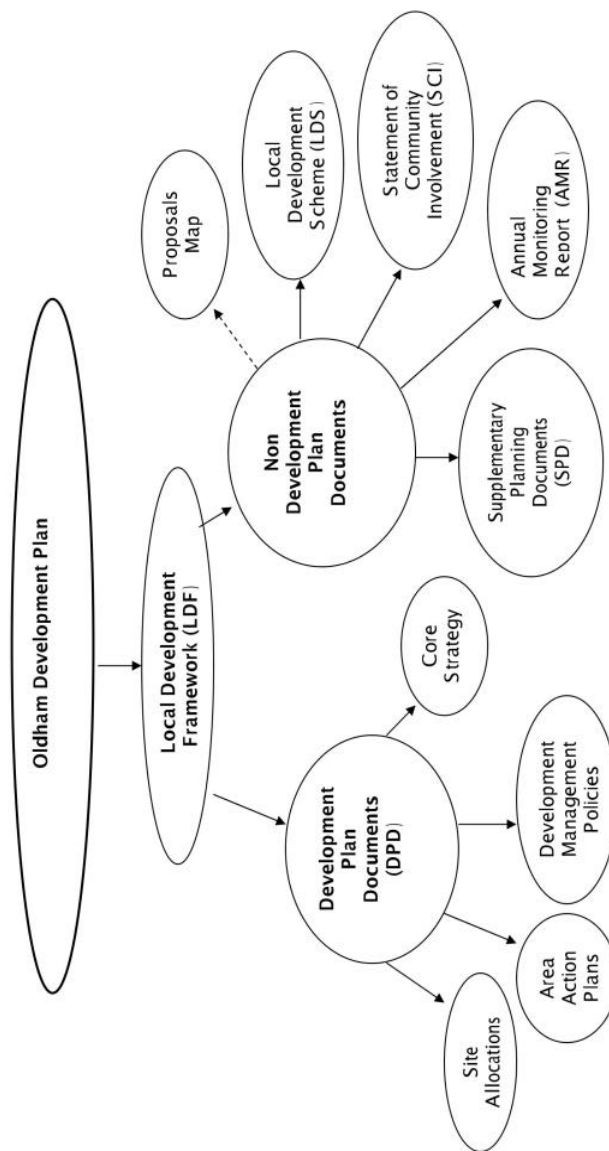 Oldham Development Plan
Local Development
Framework (LDF)
Development
Plan
Documents
(DPD)
Site
Allocations
Area
Action
Plans
Development
Management
Policies
Core
Strategy
Non
Development
Plan
Documents
Supplementary
Planning
Documents
(SPD)
Annual
Monitoring
Report (AMR)
Statement of
Community
Involvement (SCI)
Local
Development
Scheme (LDS)
Proposals
Map